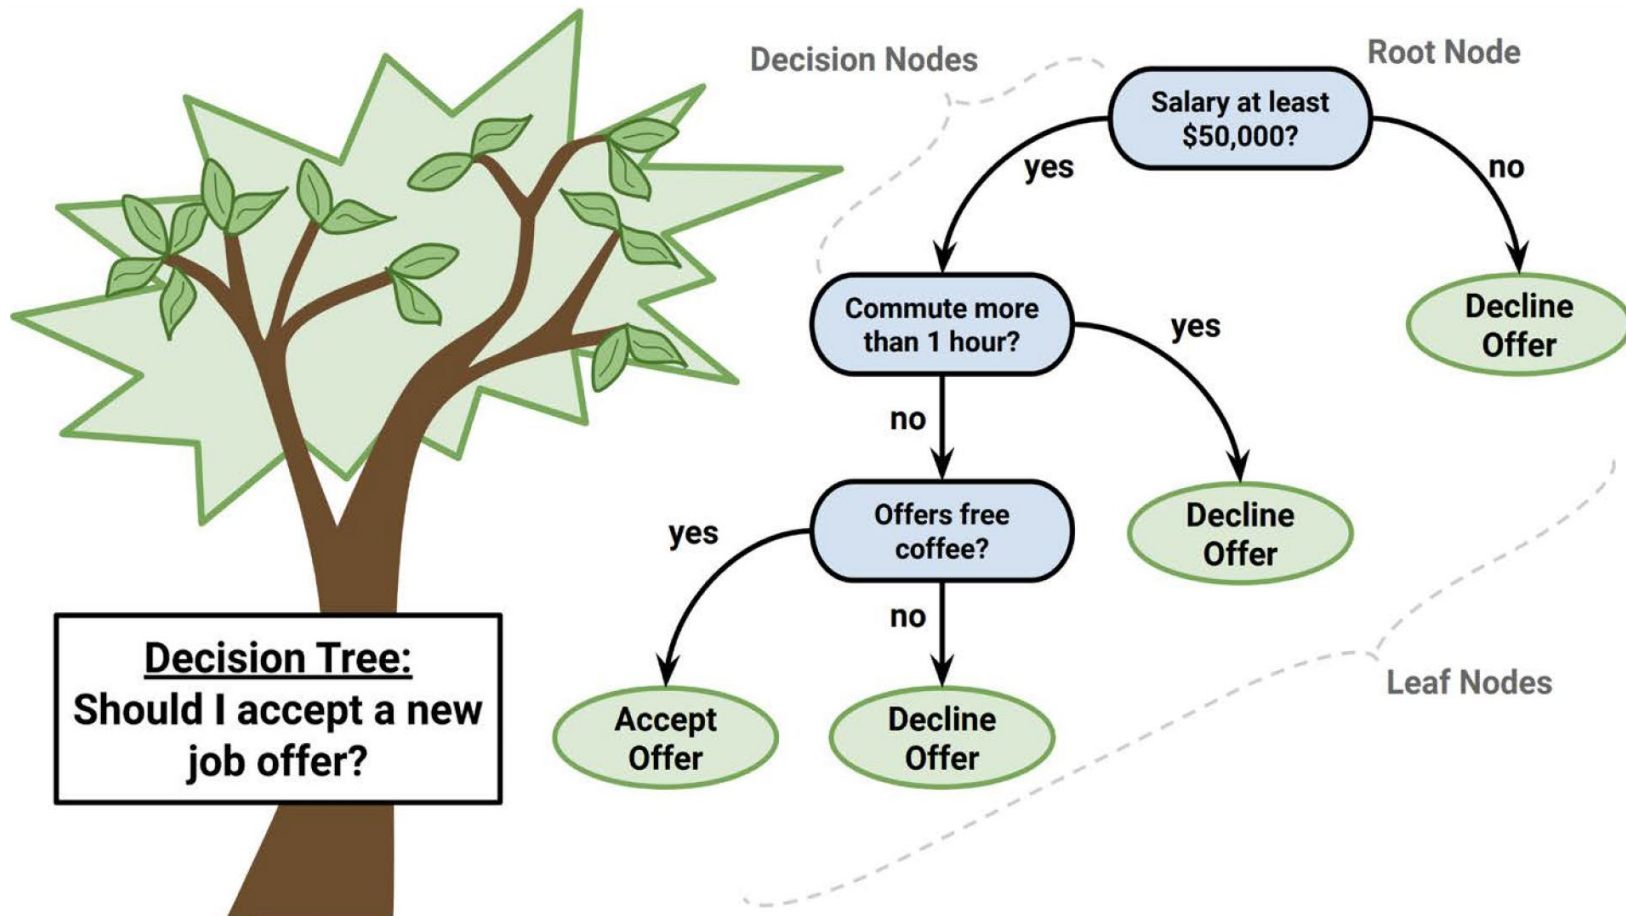 Decision Nodes
Root Node
Salary at least
$50,000?
yes
no
Commute more
than 1 hour?
yes
Decline
Offer
no
Offers free
coffee?
yes
Decline
Offer
no
Accept
Offer
Decline
Offer
Leaf Nodes
Decision Tree:
Should I accept a new
job offer?